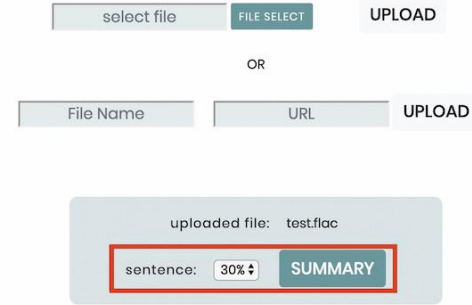 select file FILE SELECT UPLOAD
OR
File Name URL UPLOAD
uploaded file: test.flac
sentence: 30% SUMMARY